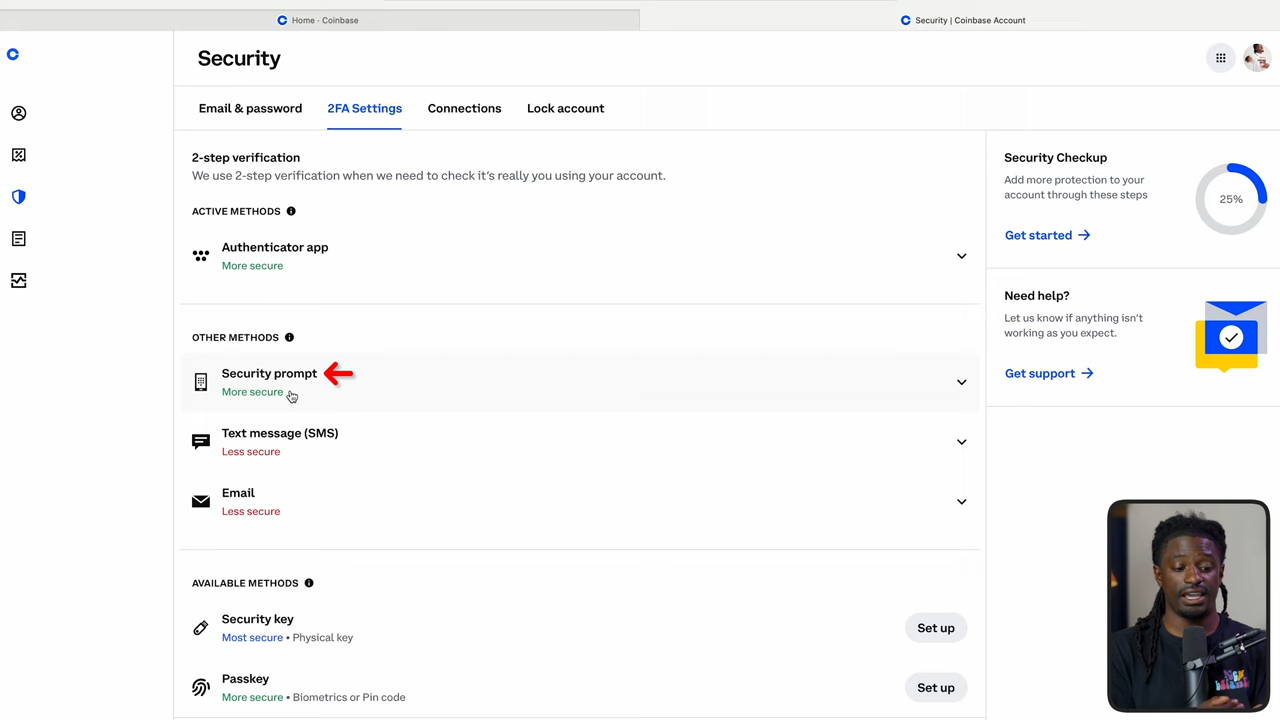 Home - Coinbase
Security | Coinbase Account
Security
Email & password
2FA Settings
Connections
Lock account
2-step verification
We use 2-step verification when we need to check it's really you using your account.
ACTIVE METHODS
Authenticator app
More secure
OTHER METHODS
Security prompt
More secure
Text message (SMS)
Less secure
Email
Less secure
AVAILABLE METHODS
Security key
Most secure • Physical key
Set up
Passkey
More secure • Biometrics or Pin code
Set up
Security Checkup
Add more protection to your
account through these steps
25%
Get started →
Need help?
Let us know if anything isn't
working as you expect.
Get support →